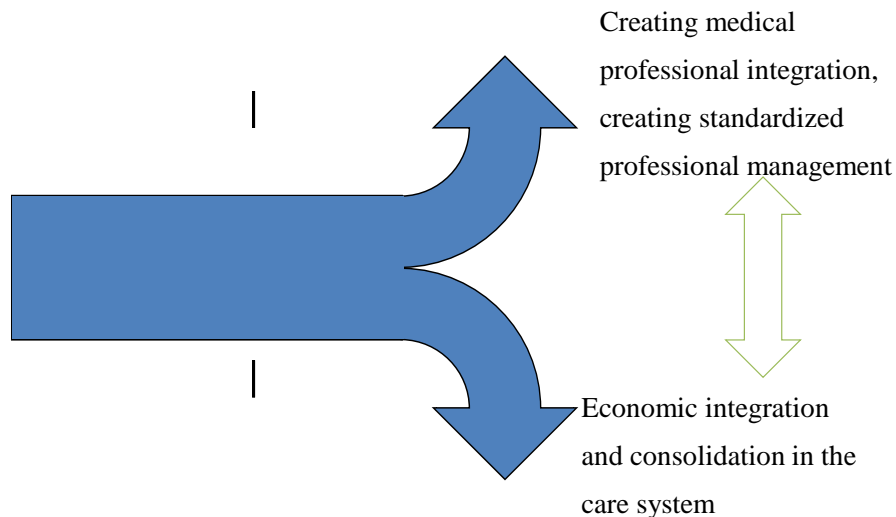 Creating medical
professional integration,
creating standardized
professional management
Economic integration
and consolidation in the
care system